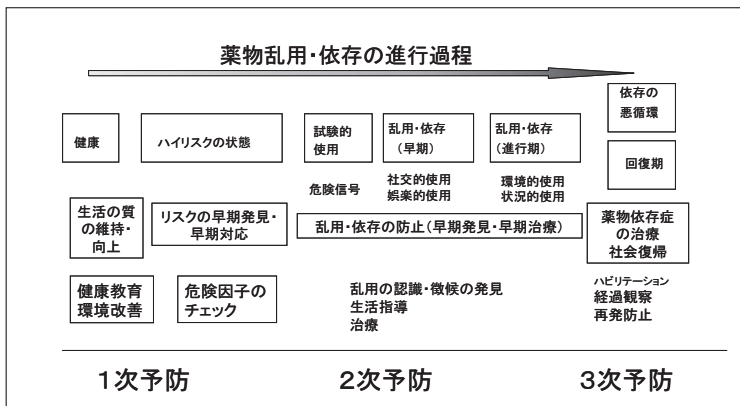 薬物乱用・依存の進行過程
健康
ハイリスクの状態
試験的
使用
乱用・依存
(早期)
乱用・依存
(進行期)
依存の
悪循環
回復期
危険信号
社交的使用
娯楽的使用
環境的使用
状況的使用
生活の質
の維持・
向上
リスクの早期発見・
早期対応
乱用・依存の防止(早期発見・早期治療)
薬物依存症
の治療
社会復帰
健康教育
環境改善
危険因子の
チェック
乱用の認識・徴候の発見
生活指導
治療
ハビリテーション
経過観察
再発防止
1次予防
2次予防
3次予防